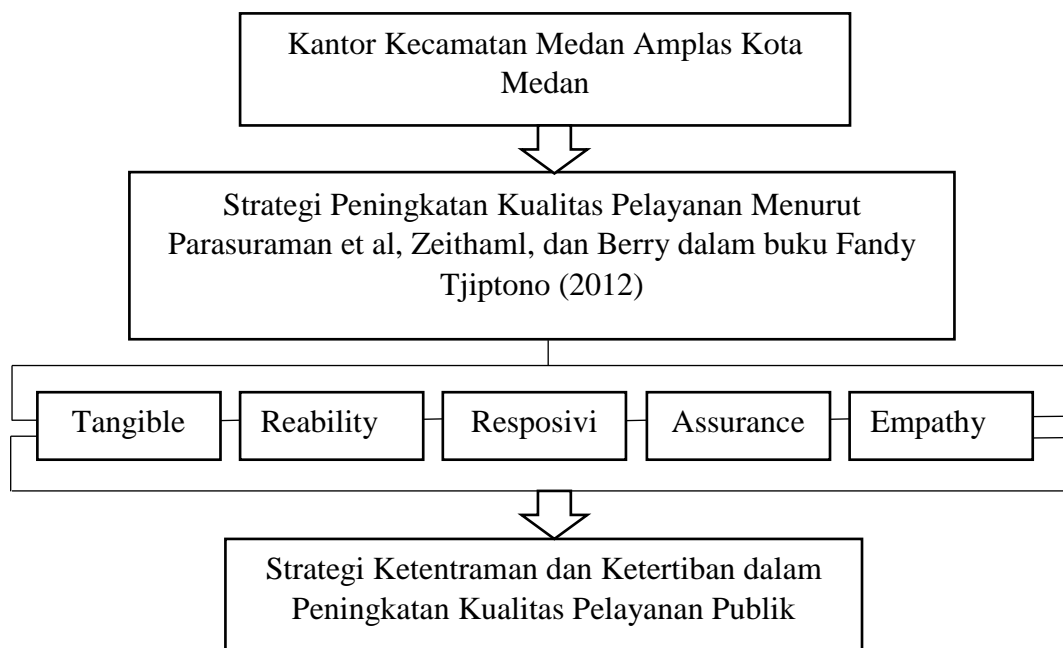 Kantor Kecamatan Medan Amplas Kota
Medan
Strategi Peningkatan Kualitas Pelayanan Menurut
Parasuraman et al, Zeithaml, dan Berry dalam buku Fandy
Tjiptono (2012)
Tangible Reability Resposivi Assurance Empathy
Strategi Ketentraman dan Ketertiban dalam
Peningkatan Kualitas Pelayanan Publik